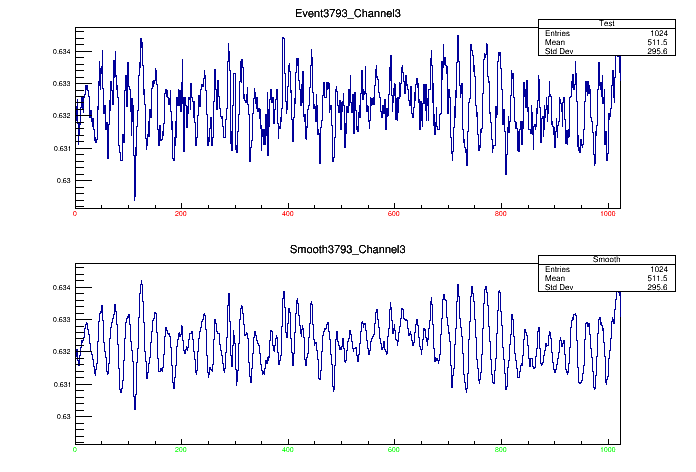 Event3793_Channel3
Test
Entries 1024
Mean 511.5
Std Dev 295.6
0.634
0.633
0.632
0.631
0.63
0 200 400 600 800 1000
Smooth3793_Channel3
Smooth
Entries 1024
Mean 511.5
Std Dev 295.6
0.634
0.633
0.632
0.631
0.63
0 200 400 600 800 1000